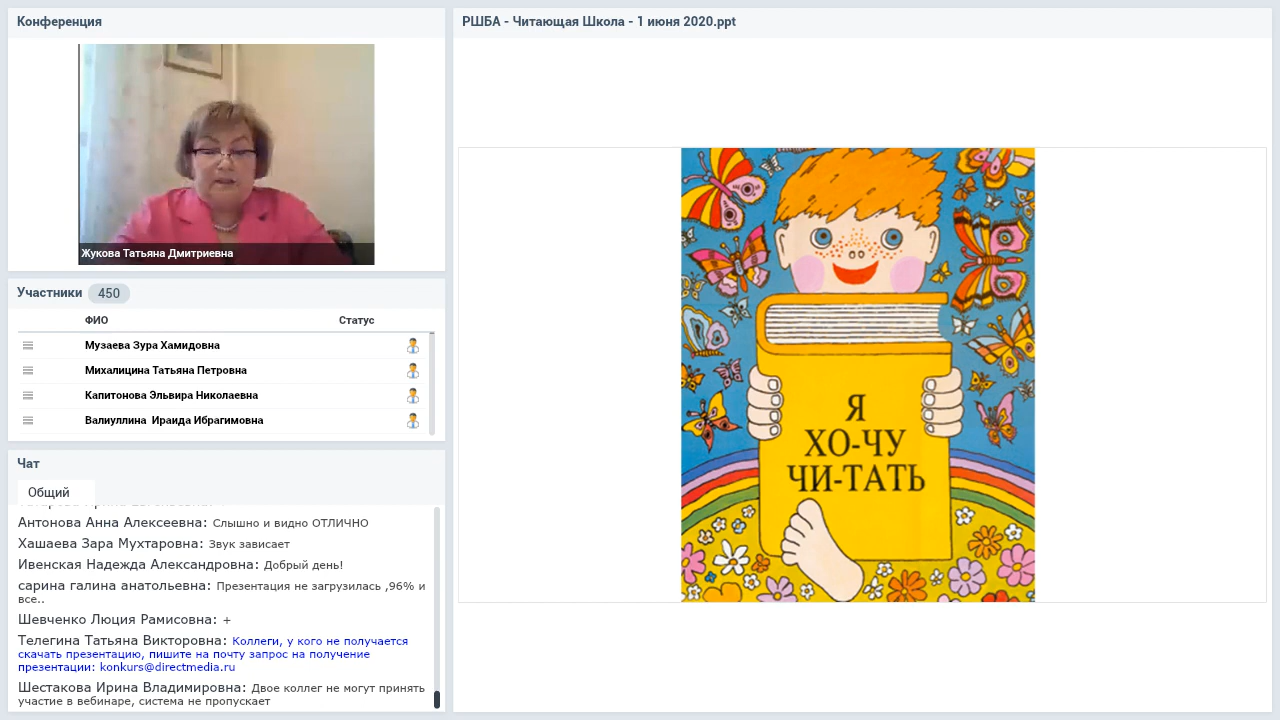 Конференция
Жукова Татьяна Дмитриевна
Участники 450
ФИО Статус
Музаева Зура Хамидовна
Михалицина Татьяна Петровна
Капитонова Эльвира Николаевна
Валиуллина Ираида Ибрагимовна
Чат
Общий
Антонова Анна Алексеевна: Слышно и видно ОТЛИЧНО
Хашаева Зара Мухтаровна: Звук зависает
Ивенская Надежда Александровна: Добрый день!
сарина галина анатольевна: Презентация не загрузилась ,96% и
все..
Шевченко Люция Рамисовна: +
Телегина Татьяна Викторовна: Коллеги, у кого не получается
скачать презентацию, пишите на почту запрос на получение
презентации: konkurs@directmedia.ru
Шестакова Ирина Владимировна: Двое коллег не могут принять
участие в вебинаре, система не пропускает
РШБА - Читающая Школа - 1 июня 2020.ppt
Я
ХО-ЧУ
ЧИ-ТАТЬ